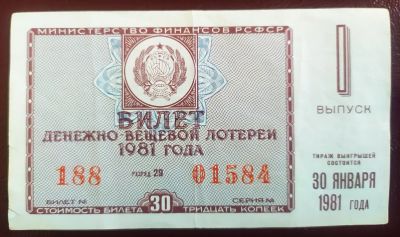 МИНИСТЕРСТВО ФИНАНСОВ РСФСР
БИЛЕТ
ДЕНЕЖНО-ВЕЩЕВОЙ ЛОТЕРЕИ
1981 ГОДА
188 РАЗРЯД 29 01584
БИЛЕТ № СЕРИЯ №
СТОИМОСТЬ БИЛЕТА 30 ТРИДЦАТЬ КОПЕЕК
I
ВЫПУСК
ТИРАЖ ВЫИГРЫШЕЙ
СОСТОИТСЯ
30 ЯНВАРЯ
1981 ГОДА